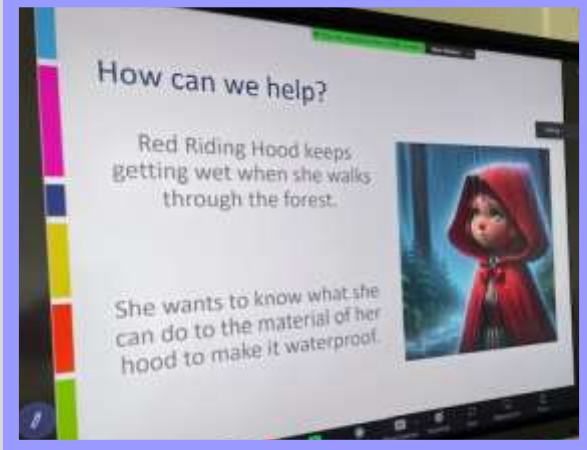 How can we help?
Red Riding Hood keeps
getting wet when she walks
through the forest.
She wants to know what she
can do to the material of her
hood to make it waterproof.